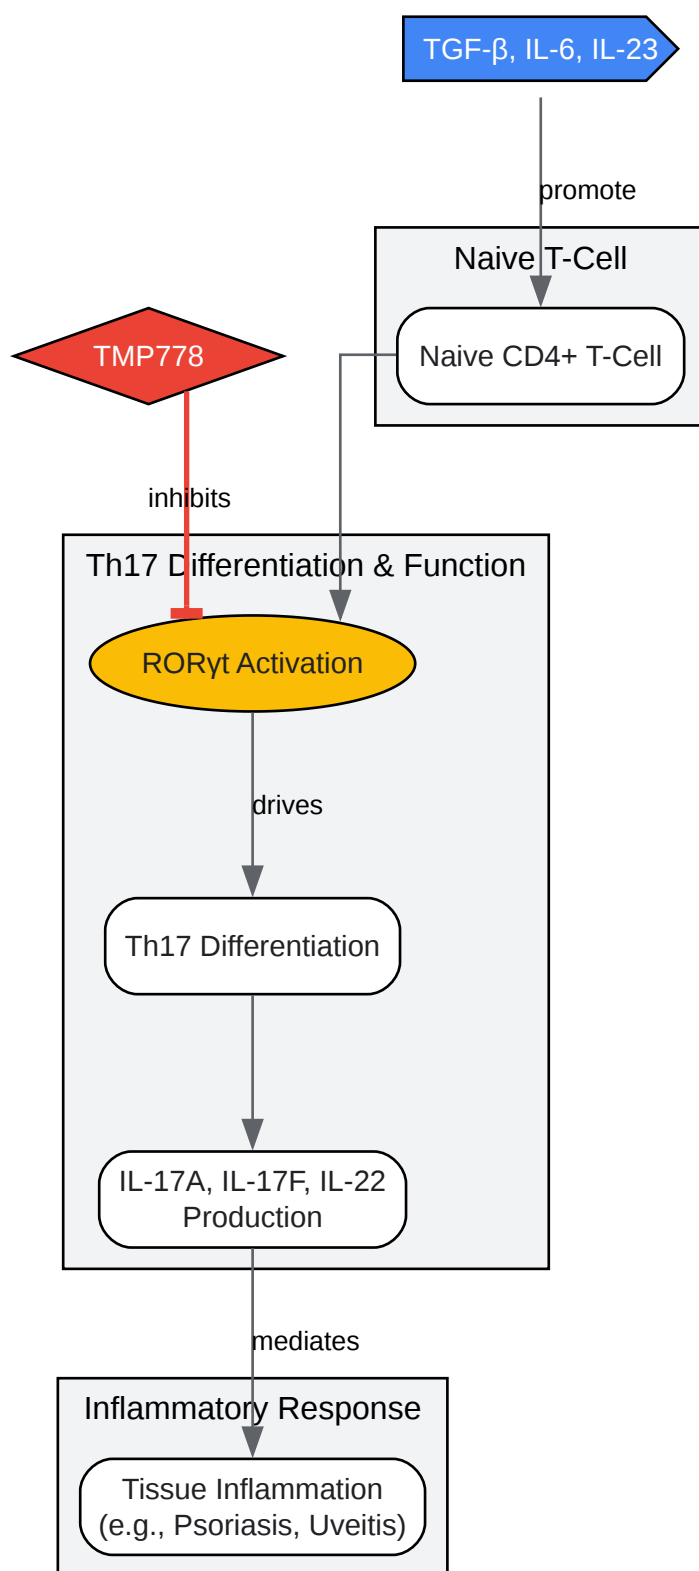 TGF-β, IL-6, IL-23
promote
Naive T-Cell
TMP778
Naive CD4+ T-Cell
inhibits
Th17 Differentiation & Function
RORγt Activation
drives
Th17 Differentiation
IL-17A, IL-17F, IL-22
Production
mediates
Inflammatory Response
Tissue Inflammation
(e.g., Psoriasis, Uveitis)